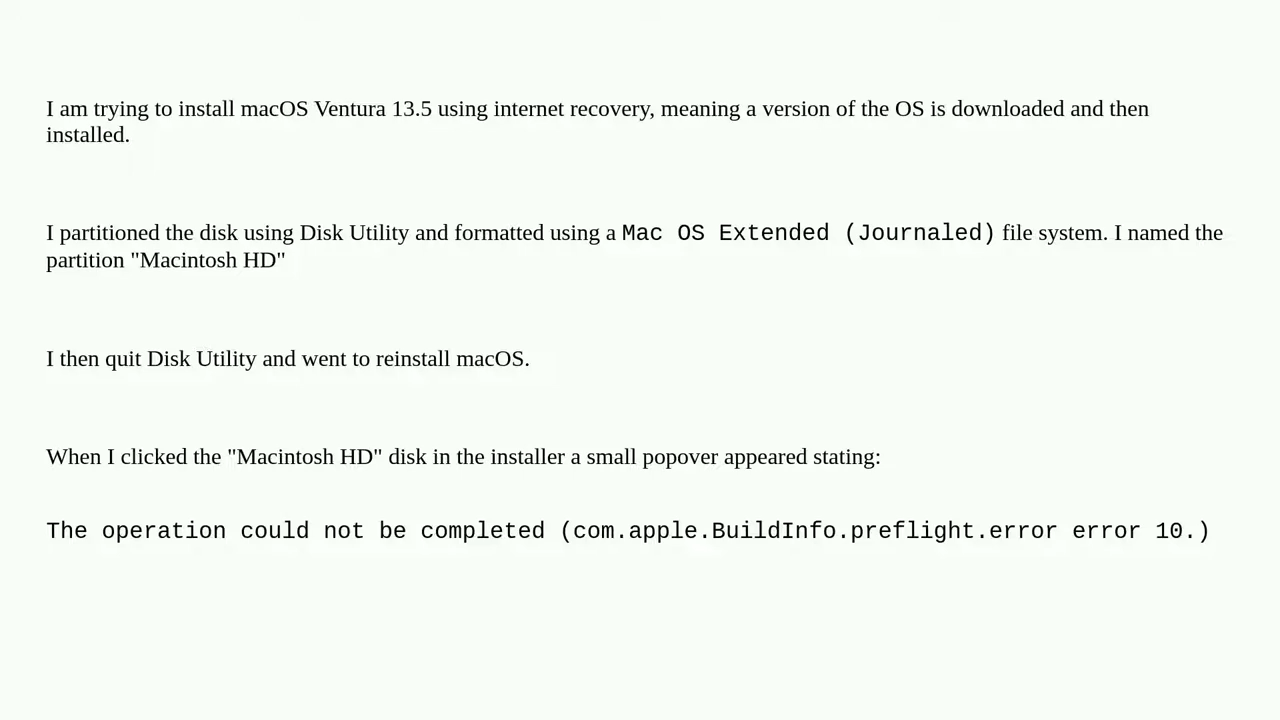 I am trying to install macOS Ventura 13.5 using internet recovery, meaning a version of the OS is downloaded and then
installed.
I partitioned the disk using Disk Utility and formatted using a Mac OS Extended (Journaled) file system. I named the
partition "Macintosh HD"
I then quit Disk Utility and went to reinstall macOS.
When I clicked the "Macintosh HD" disk in the installer a small popover appeared stating:
The operation could not be completed (com.apple.BuildInfo.preflight.error error 10.)